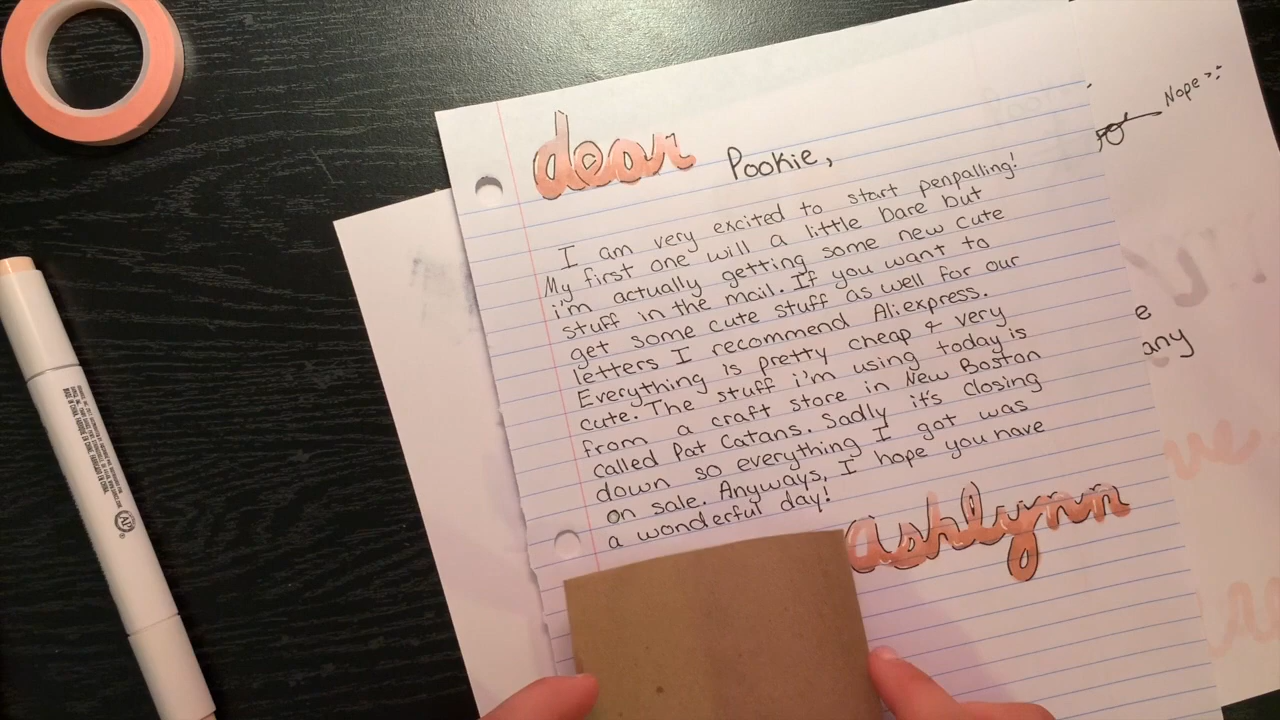 dear Pookie,
I am very excited to start penpalling!
My first one will a little bare but
i'm actually getting some new cute
stuff in the mail. If you want to
get some cute stuff as well for our
letters I recommend Aliexpress.
Everything is pretty cheap & very
cute. The stuff i'm using today is
from a craft store in New Boston
called Pat Catans. Sadly it's closing
down so everything I got was
on sale. Anyways, I hope you have
a wonderful day!
ashlynn
Nope >:
e
any
ve
AP